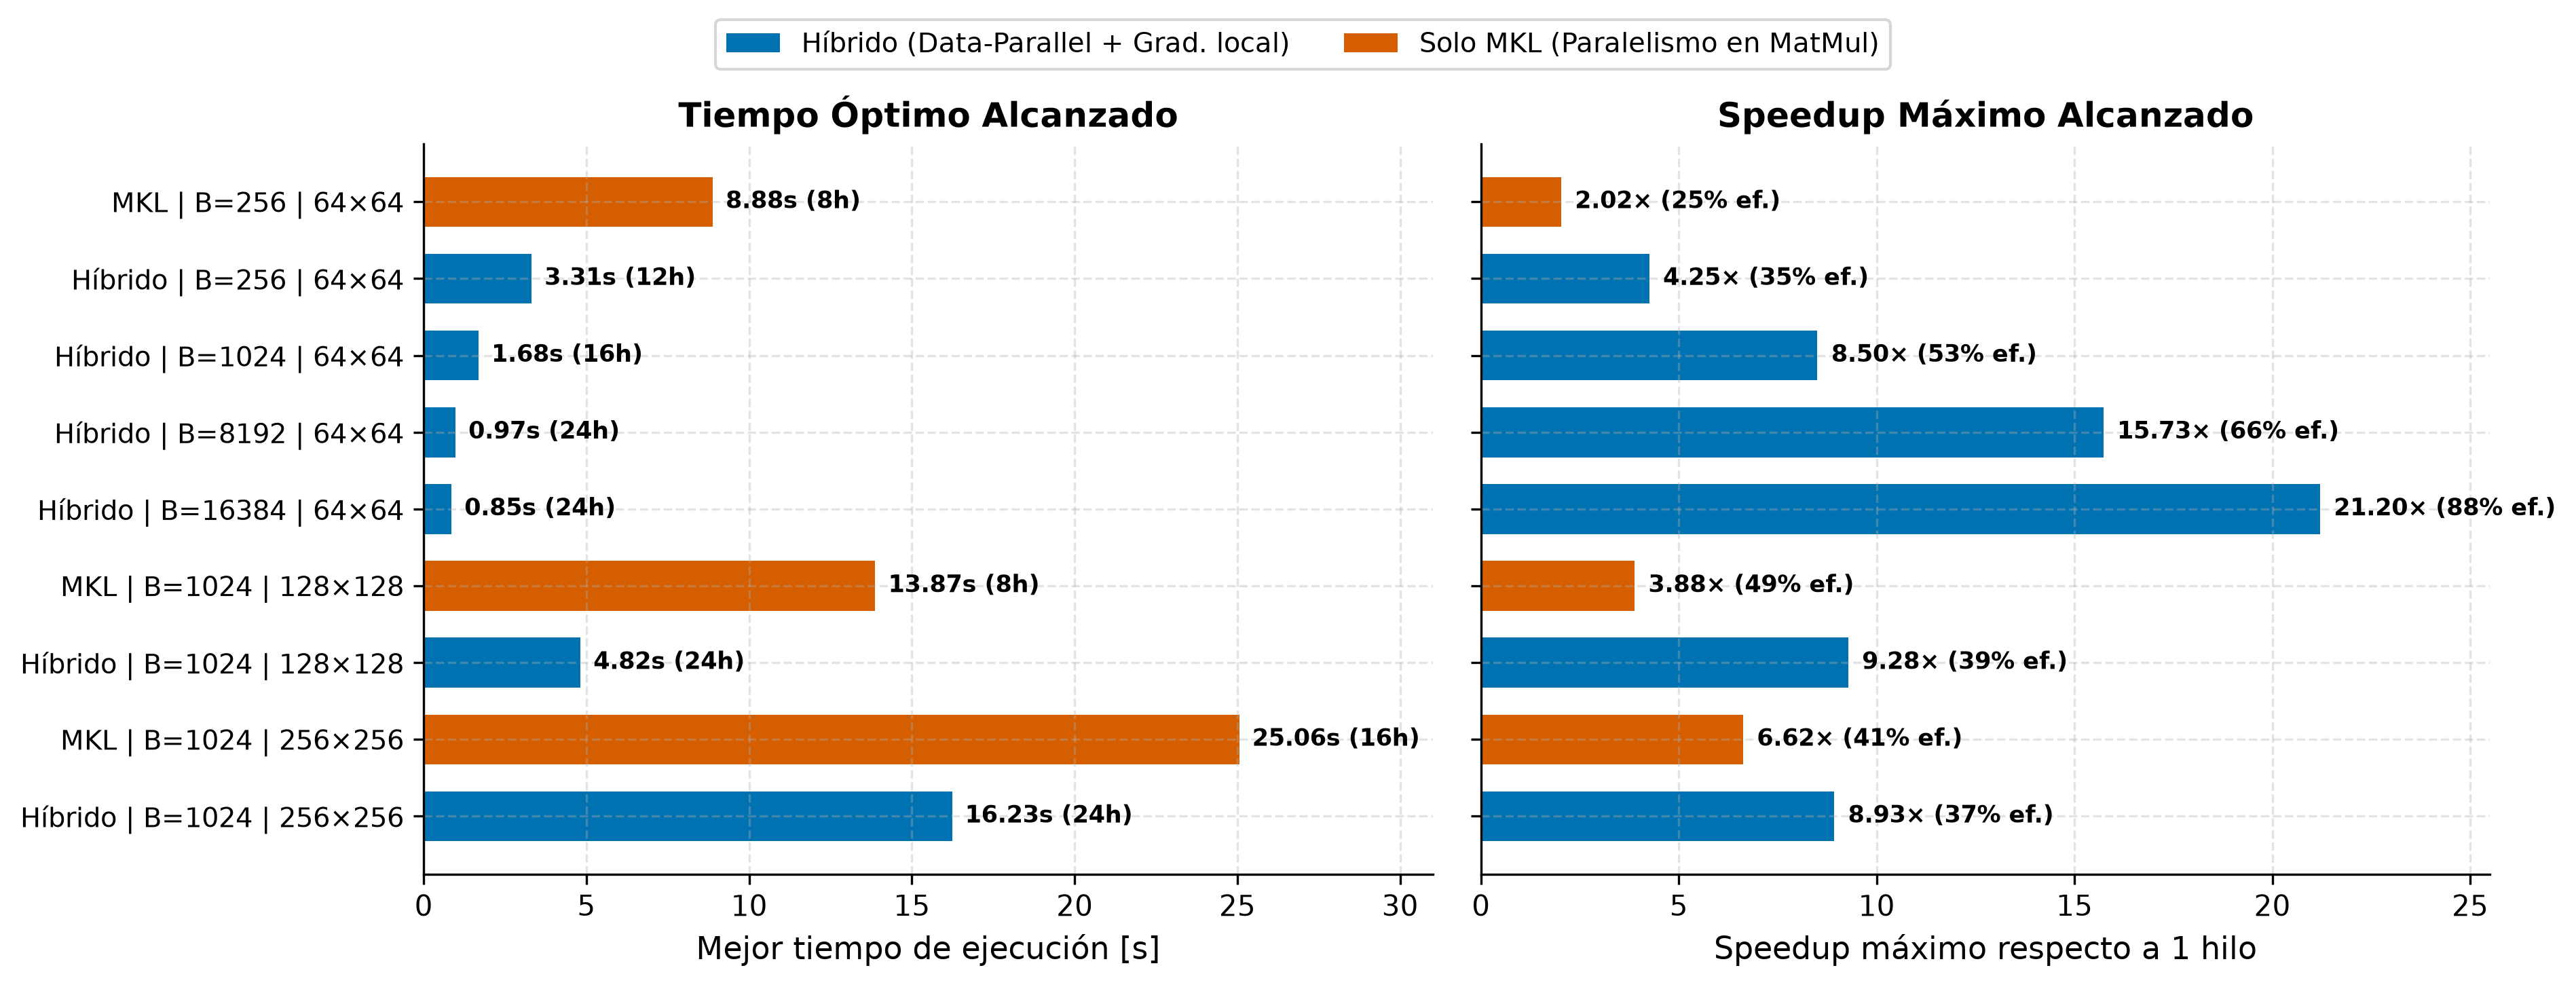 Híbrido (Data-Parallel + Grad. local)
Solo MKL (Paralelismo en MatMul)
Tiempo Óptimo Alcanzado
MKL | B=256 | 64×64
8.88s (8h)
Híbrido | B=256 | 64×64
3.31s (12h)
Híbrido | B=1024 | 64×64
1.68s (16h)
Híbrido | B=8192 | 64×64
0.97s (24h)
Híbrido | B=16384 | 64×64
0.85s (24h)
MKL | B=1024 | 128×128
13.87s (8h)
Híbrido | B=1024 | 128×128
4.82s (24h)
MKL | B=1024 | 256×256
25.06s (16h)
Híbrido | B=1024 | 256×256
16.23s (24h)
0 5 10 15 20 25 30
Mejor tiempo de ejecución [s]
Speedup Máximo Alcanzado
2.02× (25% ef.)
4.25× (35% ef.)
8.50× (53% ef.)
15.73× (66% ef.)
21.20× (88% ef.)
3.88× (49% ef.)
9.28× (39% ef.)
6.62× (41% ef.)
8.93× (37% ef.)
0 5 10 15 20 25
Speedup máximo respecto a 1 hilo